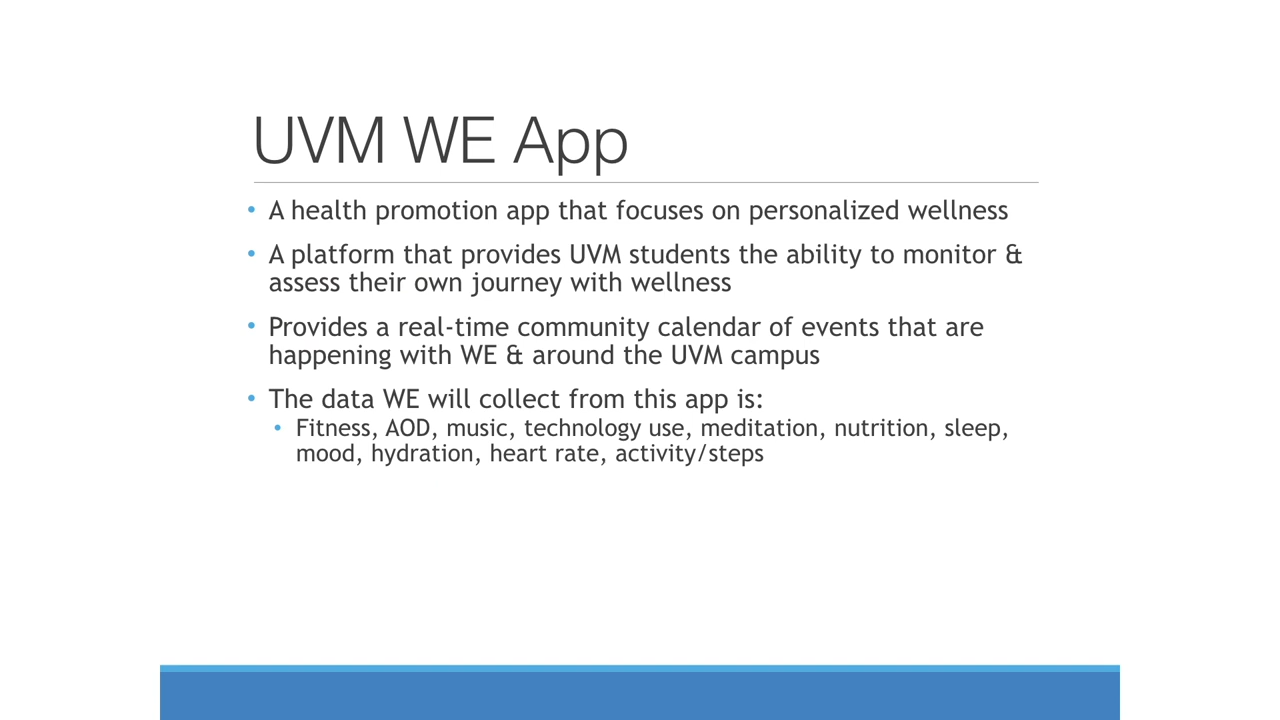 UVM WE App
• A health promotion app that focuses on personalized wellness
• A platform that provides UVM students the ability to monitor &
assess their own journey with wellness
• Provides a real-time community calendar of events that are
happening with WE & around the UVM campus
• The data WE will collect from this app is:
• Fitness, AOD, music, technology use, meditation, nutrition, sleep,
mood, hydration, heart rate, activity/steps